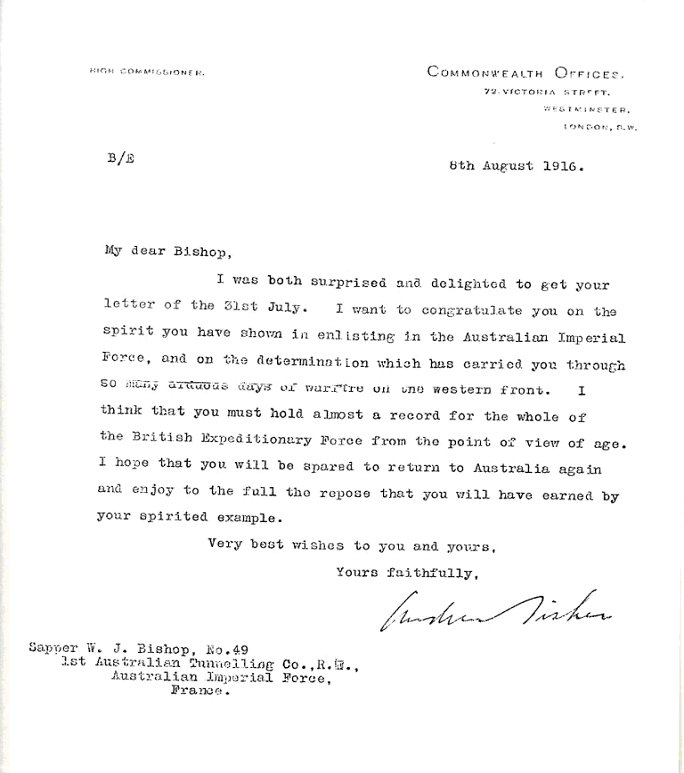 HIGH COMMISSIONER.
COMMONWEALTH OFFICES.
72, VICTORIA STREET,
WESTMINSTER,
LONDON, S.W.
B/E
8th August 1916.
My dear Bishop,
I was both surprised and delighted to get your
letter of the 31st July. I want to congratulate you on the
spirit you have shown in enlisting in the Australian Imperial
Force, and on the determination which has carried you through
so many arduous days of warfare on the western front. I
think that you must hold almost a record for the whole of
the British Expeditionary Force from the point of view of age.
I hope that you will be spared to return to Australia again
and enjoy to the full the repose that you will have earned by
your spirited example.
Very best wishes to you and yours,
Yours faithfully,
Andrew Fisher
Sapper W. J. Bishop, No.49
1st Australian Tunnelling Co.,R.E.,
Australian Imperial Force,
France.